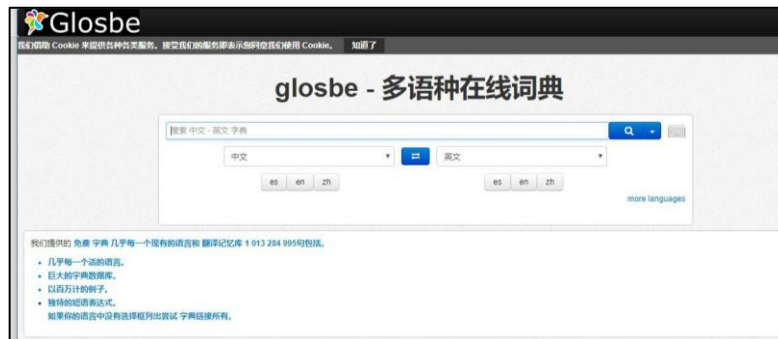 Glosbe
我们借助 Cookie 来提供各种各类服务。接受我们的服务即表示您同意我们使用 Cookie。 知道了
glosbe - 多语种在线词典
搜索 中文 - 英文 字典
中文 英文
es en zh es en zh
more languages
我们提供的 免费 字典 几乎每一个现有的语言和 翻译记忆库 1 013 284 995句包括。
几乎每一个活的语言。
巨大的字典数据库。
以百万计的例子。
独特的短语表达式。
如果你的语言中没有选择框列出尝试 字典链接所有。